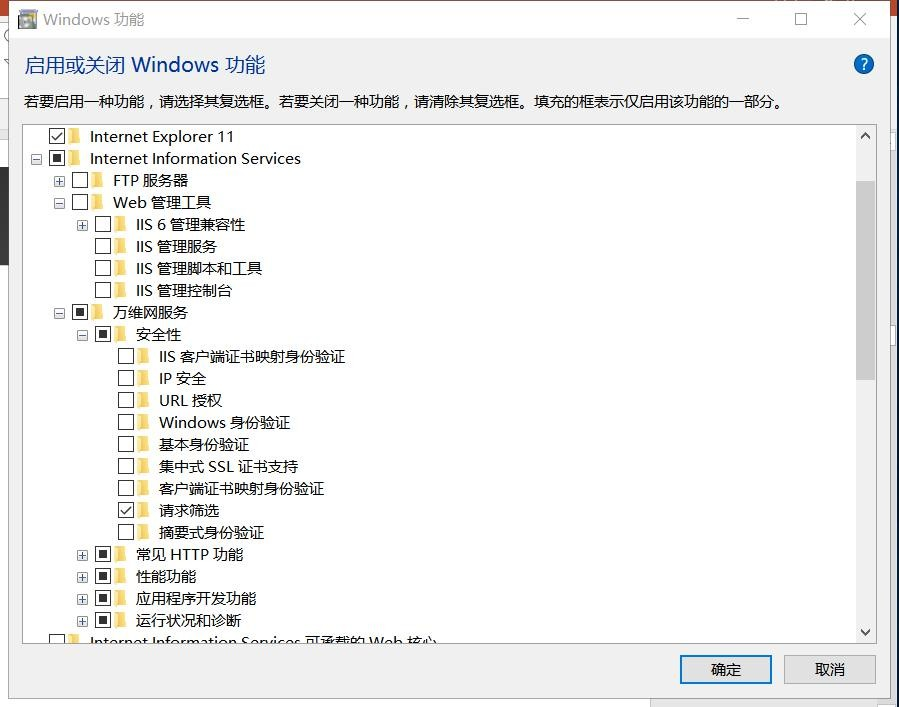 Windows 功能
启用或关闭 Windows 功能
?
若要启用一种功能，请选择其复选框。若要关闭一种功能，请清除其复选框。填充的框表示仅启用该功能的一部分。
Internet Explorer 11
Internet Information Services
FTP 服务器
Web 管理工具
IIS 6 管理兼容性
IIS 管理服务
IIS 管理脚本和工具
IIS 管理控制台
万维网服务
安全性
IIS 客户端证书映射身份验证
IP 安全
URL 授权
Windows 身份验证
基本身份验证
集中式 SSL 证书支持
客户端证书映射身份验证
请求筛选
摘要式身份验证
常见 HTTP 功能
性能功能
应用程序开发功能
运行状况和诊断
Internet Information Services 可承载的 Web 核心
确定
取消